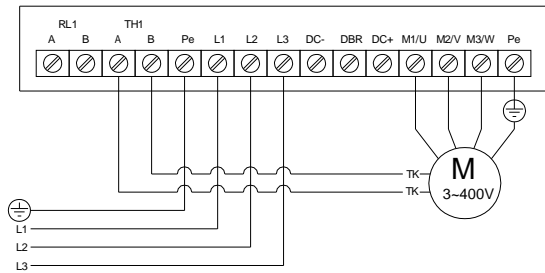 RL1 TH1
A B A B Pe L1 L2 L3 DC- DBR DC+ M1/U M2/V M3/W Pe
TK
M
TK
3~400V
L1
L2
L3